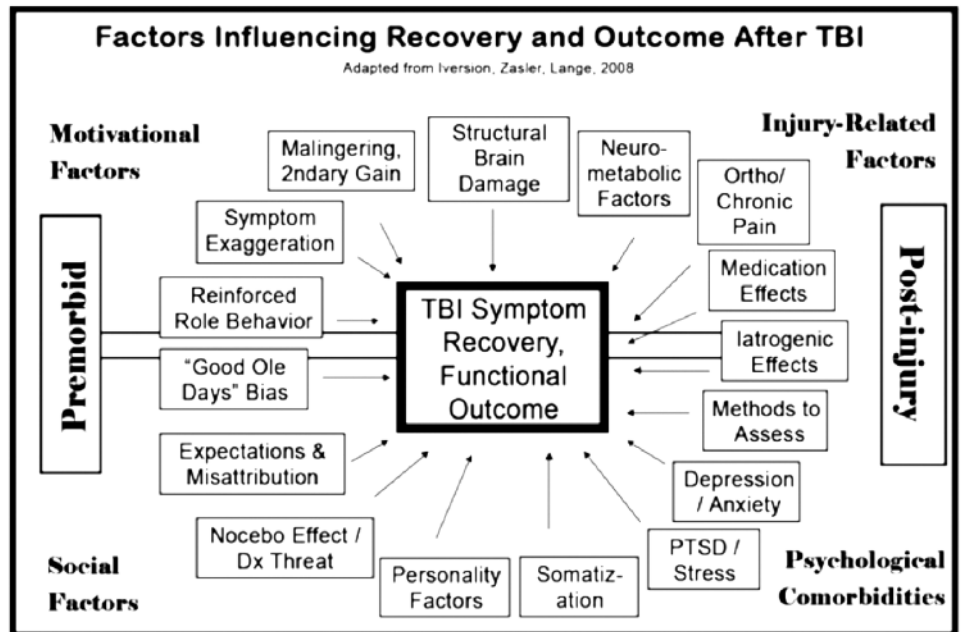 Factors Influencing Recovery and Outcome After TBI
Adapted from Iversion, Zasler, Lange, 2008
Motivational
Factors
Injury-Related
Factors
Malingering,
2ndary Gain
Structural
Brain
Damage
Neuro-
metabolic
Factors
Ortho/
Chronic
Pain
Symptom
Exaggeration
Medication
Effects
Reinforced
Role Behavior
Iatrogenic
Effects
"Good Ole
Days" Bias
Methods to
Assess
Expectations &
Misattribution
Depression
/ Anxiety
Nocebo Effect /
Dx Threat
Personality
Factors
Somatiz-
ation
PTSD /
Stress
TBI Symptom
Recovery,
Functional
Outcome
Premorbid
Post-injury
Social
Factors
Psychological
Comorbidities